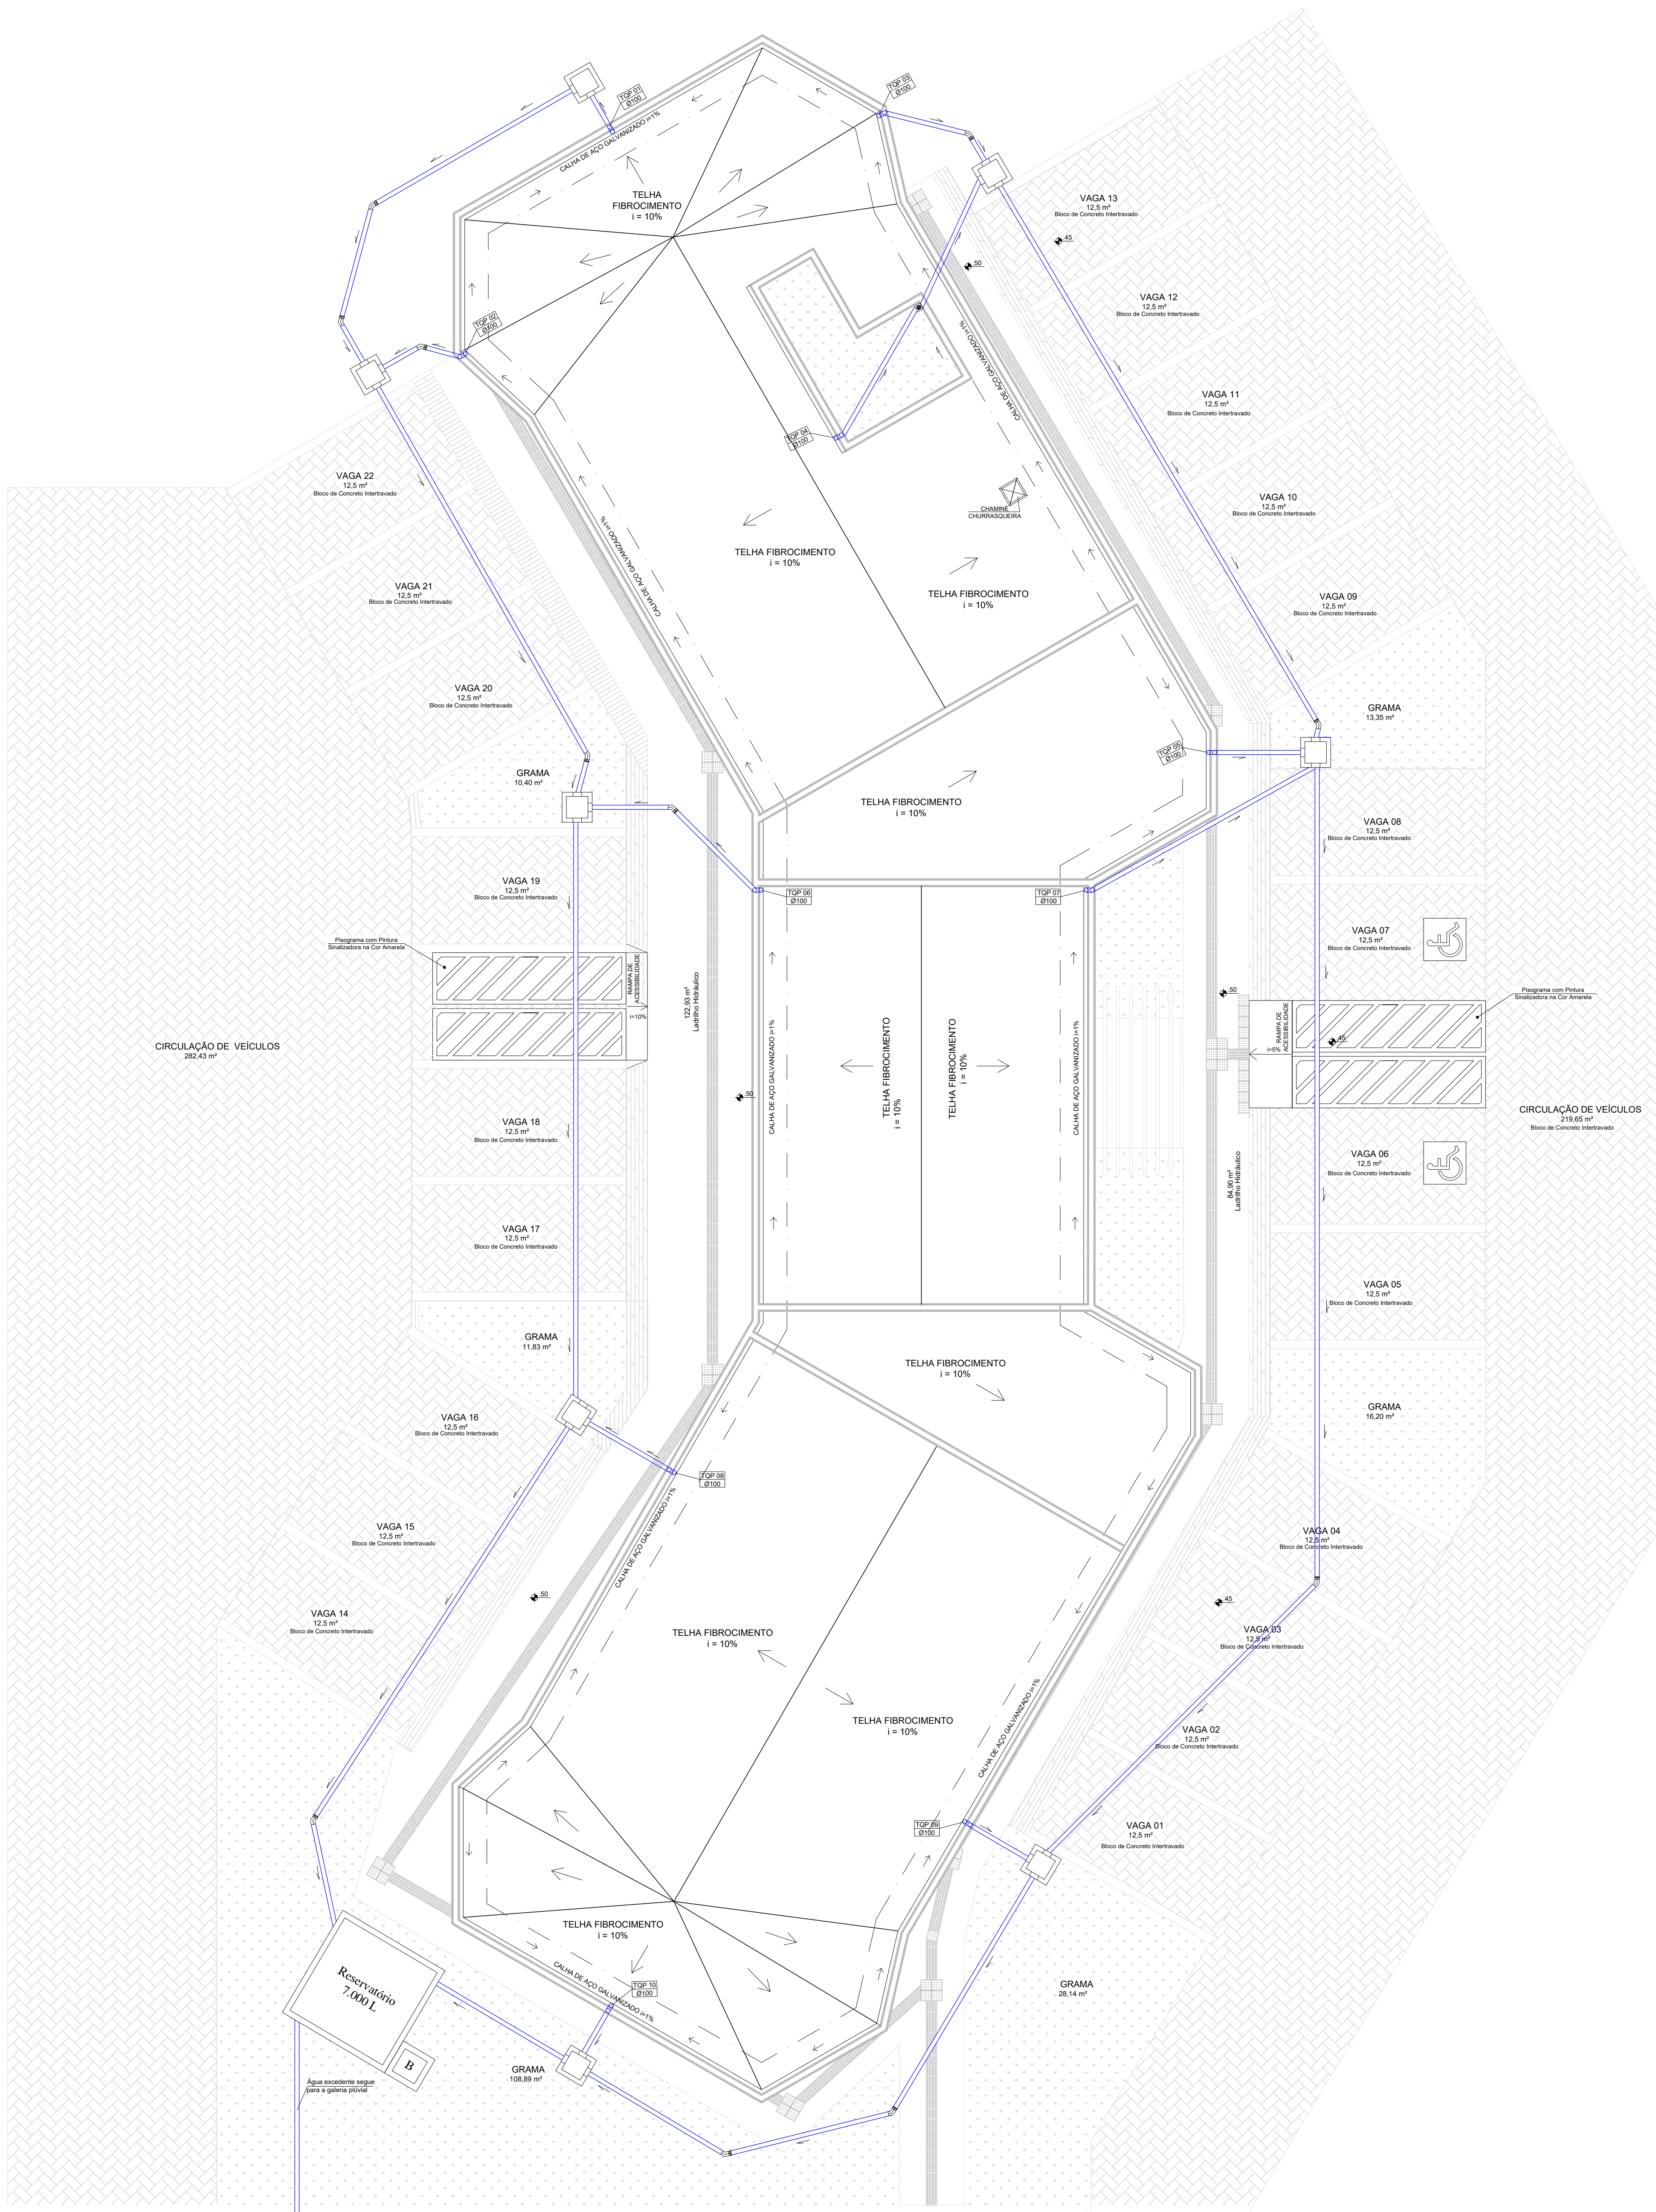 TQP 01
Ø100
TQP 03
Ø100
CALHA DE AÇO GALVANIZADO i=1%
TELHA
FIBROCIMENTO
i = 10%
VAGA 13
12,5 m²
Bloco de Concreto Intertravado
.45
.50
VAGA 12
12,5 m²
Bloco de Concreto Intertravado
TQP 02
Ø100
CALHA DE AÇO GALVANIZADO i=1%
VAGA 11
12,5 m²
Bloco de Concreto Intertravado
TQP 04
Ø100
VAGA 22
12,5 m²
Bloco de Concreto Intertravado
VAGA 10
12,5 m²
Bloco de Concreto Intertravado
CHAMINÉ
CHURRASQUEIRA
CALHA DE AÇO GALVANIZADO i=1%
TELHA FIBROCIMENTO
i = 10%
VAGA 21
12,5 m²
Bloco de Concreto Intertravado
TELHA FIBROCIMENTO
i = 10%
VAGA 09
12,5 m²
Bloco de Concreto Intertravado
VAGA 20
12,5 m²
Bloco de Concreto Intertravado
GRAMA
13,35 m²
TQP 05
Ø100
GRAMA
10,40 m²
TELHA FIBROCIMENTO
i = 10%
VAGA 08
12,5 m²
Bloco de Concreto Intertravado
VAGA 19
12,5 m²
Bloco de Concreto Intertravado
TQP 06
Ø100
TQP 07
Ø100
VAGA 07
12,5 m²
Bloco de Concreto Intertravado
Pisograma com Pintura
Sinalizadora na Cor Amarela
RAMPA DE
ACESSIBILIDADE
i=10%
122,93 m²
Ladrilho Hidráulico
.50
Pisograma com Pintura
Sinalizadora na Cor Amarela
RAMPA DE
ACESSIBILIDADE
i=5%
.45
CIRCULAÇÃO DE VEÍCULOS
282,43 m²
CALHA DE AÇO GALVANIZADO i=1%
TELHA FIBROCIMENTO
i = 10%
TELHA FIBROCIMENTO
i = 10%
CALHA DE AÇO GALVANIZADO i=1%
.50
CIRCULAÇÃO DE VEÍCULOS
219,65 m²
Bloco de Concreto Intertravado
VAGA 18
12,5 m²
Bloco de Concreto Intertravado
84,90 m²
Ladrilho Hidráulico
VAGA 06
12,5 m²
Bloco de Concreto Intertravado
VAGA 17
12,5 m²
Bloco de Concreto Intertravado
VAGA 05
12,5 m²
Bloco de Concreto Intertravado
GRAMA
11,83 m²
TELHA FIBROCIMENTO
i = 10%
VAGA 16
12,5 m²
Bloco de Concreto Intertravado
GRAMA
16,20 m²
TQP 08
Ø100
CALHA DE AÇO GALVANIZADO i=1%
VAGA 15
12,5 m²
Bloco de Concreto Intertravado
VAGA 04
12,5 m²
Bloco de Concreto Intertravado
.50
.45
VAGA 14
12,5 m²
Bloco de Concreto Intertravado
TELHA FIBROCIMENTO
i = 10%
VAGA 03
12,5 m²
Bloco de Concreto Intertravado
TELHA FIBROCIMENTO
i = 10%
CALHA DE AÇO GALVANIZADO i=1%
VAGA 02
12,5 m²
Bloco de Concreto Intertravado
TQP 09
Ø100
VAGA 01
12,5 m²
Bloco de Concreto Intertravado
TELHA FIBROCIMENTO
i = 10%
CALHA DE AÇO GALVANIZADO i=1%
Reservatório
7.000 L
TQP 10
Ø100
GRAMA
28,14 m²
B
GRAMA
108,89 m²
Água excedente segue
para a galeria plúvial